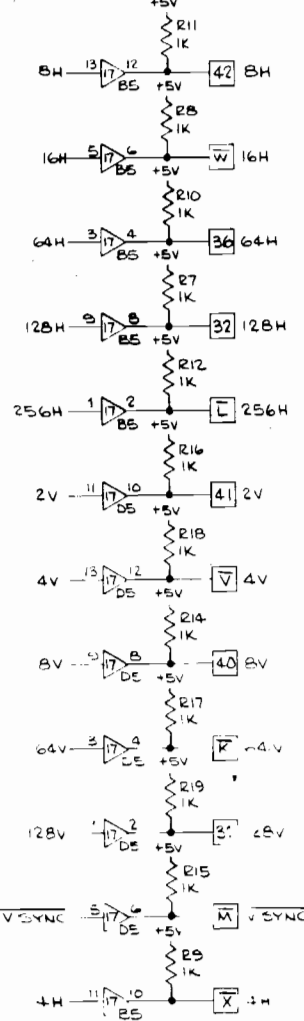 +5V
R11
1K
8H 13 17 12 42 8H
B5 +5V
R8
1K
16H 5 17 6 W̅ 16H
B5 +5V
R10
1K
64H 3 17 4 36 64H
B5 +5V
R7
1K
128H 9 17 8 32 128H
B5 +5V
R12
1K
256H 1 17 2 L̅ 256H
B5 +5V
R16
1K
2V 11 17 10 41 2V
D5 +5V
R18
1K
4V 13 17 12 V̅ 4V
D5 +5V
R14
1K
8V 17 8 40 8V
D5 +5V
R17
1K
64V 3 17 4 K̅
D5 +5V
R19
1K
128V 17 2
D5 +5V
R15
1K
V SYNC 5 17 6 M̅ V SYNC
D5 +5V
R9
1K
11 17 10 X̅
B5